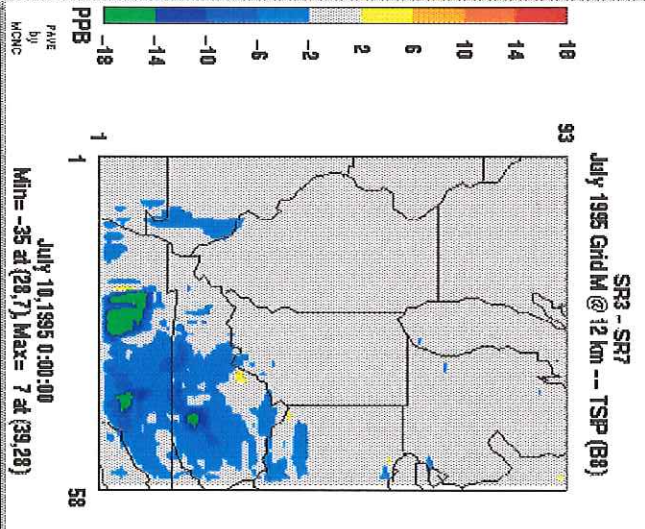 SR3 - SR7
July 1995 Grid M @ 12 km -- TSP (B8)
18
14
10
6
2
-2
-6
-10
-14
-18
PPB
93
1
1
58
PAVE
by
MCNC
July 10,1995 0:00:00
Min= -35 at (28,7), Max= 7 at (39,28)